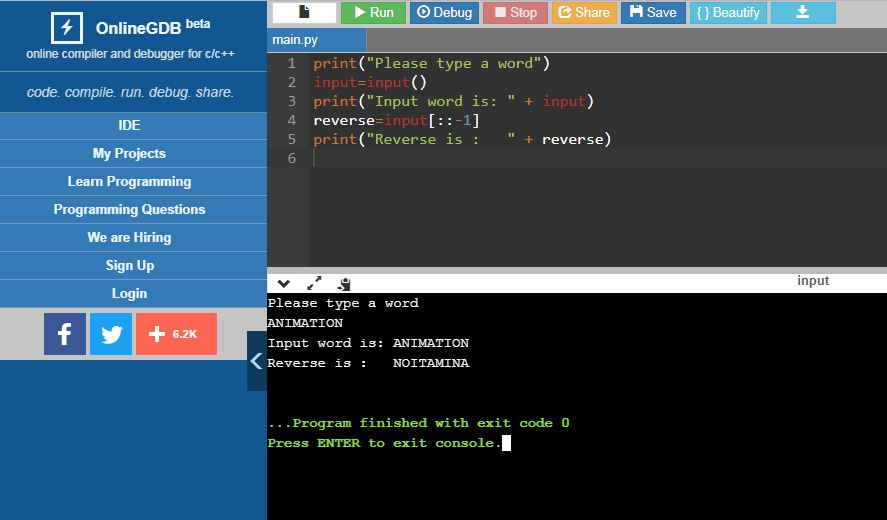 OnlineGDB beta
online compiler and debugger for c/c++
code. compile. run. debug. share.
IDE
My Projects
Learn Programming
Programming Questions
We are Hiring
Sign Up
Login
f
+ 6.2K
Run Debug Stop Share Save { } Beautify
main.py
1 print("Please type a word")
2 input=input()
3 print("Input word is: " + input)
4 reverse=input[::-1]
5 print("Reverse is :   " + reverse)
6
input
Please type a word
ANIMATION
Input word is: ANIMATION
Reverse is :   NOITAMINA
...Program finished with exit code 0
Press ENTER to exit console.